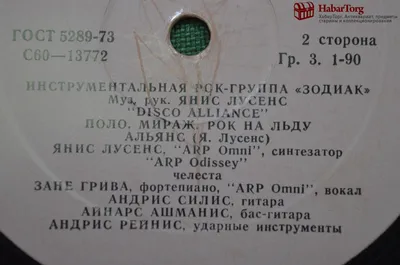 HabarTorg
ГОСТ 5289-73
С60-13772
2 сторона
Гр. 3. 1-90
ИНСТРУМЕНТАЛЬНАЯ РОК-ГРУППА «ЗОДИАК»
Муз. рук. ЯНИС ЛУСЕНС
"DISCO ALLIANCE"
ПОЛО. МИРАЖ. РОК НА ЛЬДУ
АЛЬЯНС (Я. Лусенс)
ЯНИС ЛУСЕНС, "ARP Omni", синтезатор
"ARP Odissey"
челеста
ЗАНЕ ГРИВА, фортепиано, "ARP Omni", вокал
АНДРИС СИЛИС, гитара
АЙНАРС АШМАНИС, бас-гитара
АНДРИС РЕЙНИС, ударные инструменты